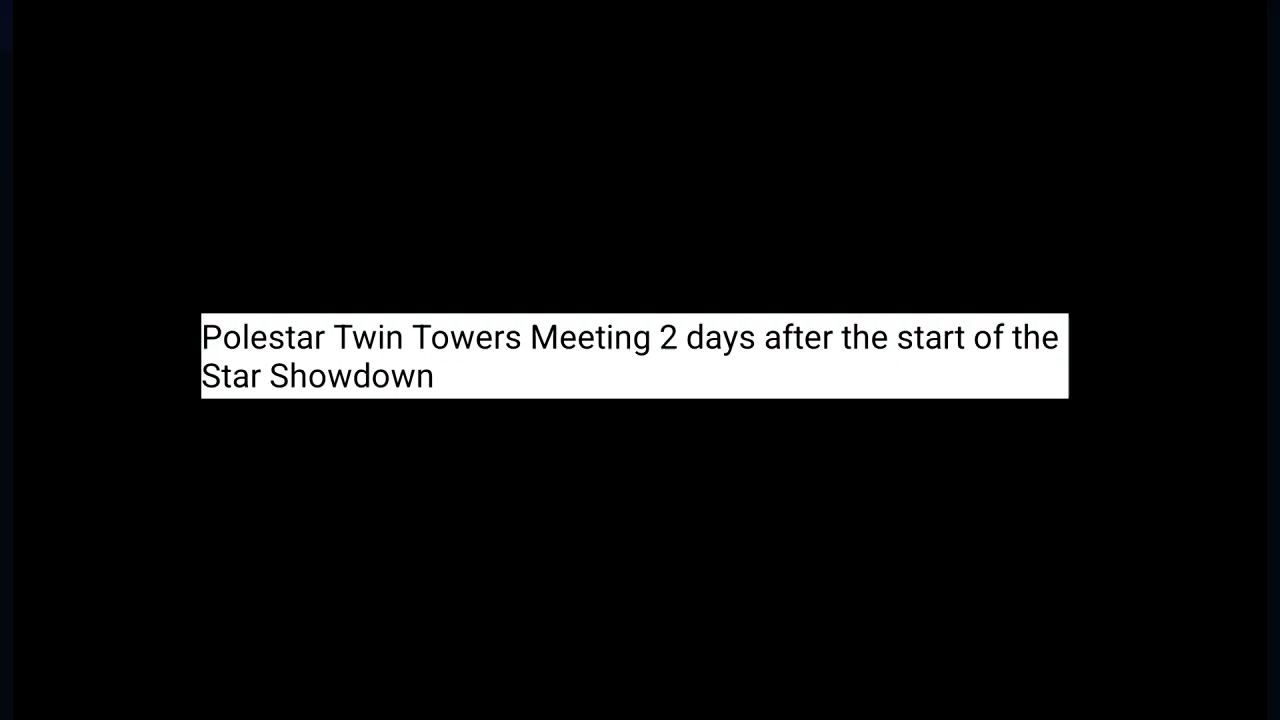 Polestar Twin Towers Meeting 2 days after the start of the
Star Showdown